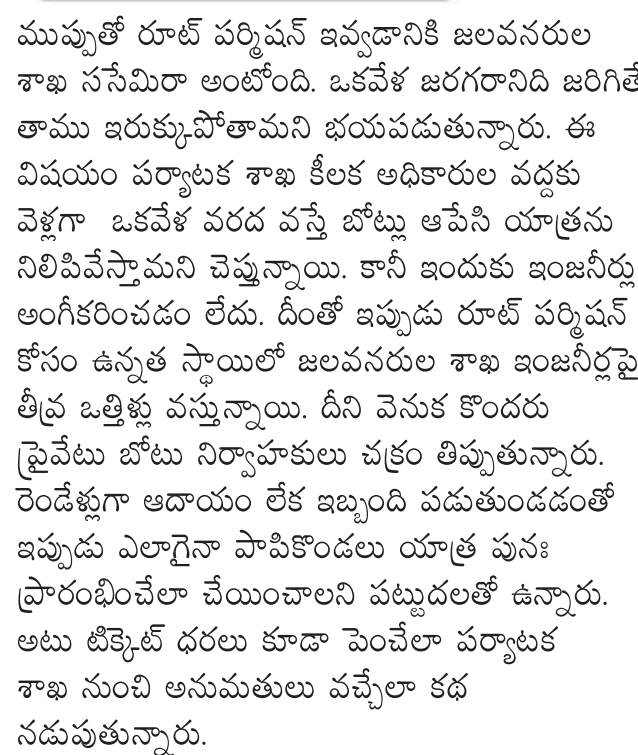 ముప్పుతో రూట్ పర్మిషన్ ఇవ్వడానికి జలవనరుల
శాఖ ససేమిరా అంటోంది. ఒకవేళ జరగరానిది జరిగితే
తాము ఇరుక్కుపోతామని భయపడుతున్నారు. ఈ
విషయం పర్యాటక శాఖ కీలక అధికారుల వద్దకు
వెళ్లగా ఒకవేళ వరద వస్తే బోట్లు ఆపేసి యాత్రను
నిలిపివేస్తామని చెప్తున్నాయి. కానీ ఇందుకు ఇంజనీర్లు
అంగీకరించడం లేదు. దీంతో ఇప్పుడు రూట్ పర్మిషన్
కోసం ఉన్నత స్థాయిలో జలవనరుల శాఖ ఇంజనీర్లపై
తీవ్ర ఒత్తిళ్లు వస్తున్నాయి. దీని వెనుక కొందరు
ప్రైవేటు బోటు నిర్వాహకులు చక్రం తిప్పుతున్నారు.
రెండేళ్లుగా ఆదాయం లేక ఇబ్బంది పడుతుండడంతో
ఇప్పుడు ఎలాగైనా పాపికొండలు యాత్ర పునః
ప్రారంభించేలా చేయించాలని పట్టుదలతో ఉన్నారు.
అటు టిక్కెట్ ధరలు కూడా పెంచేలా పర్యాటక
శాఖ నుంచి అనుమతులు వచ్చేలా కథ
నడుపుతున్నారు.